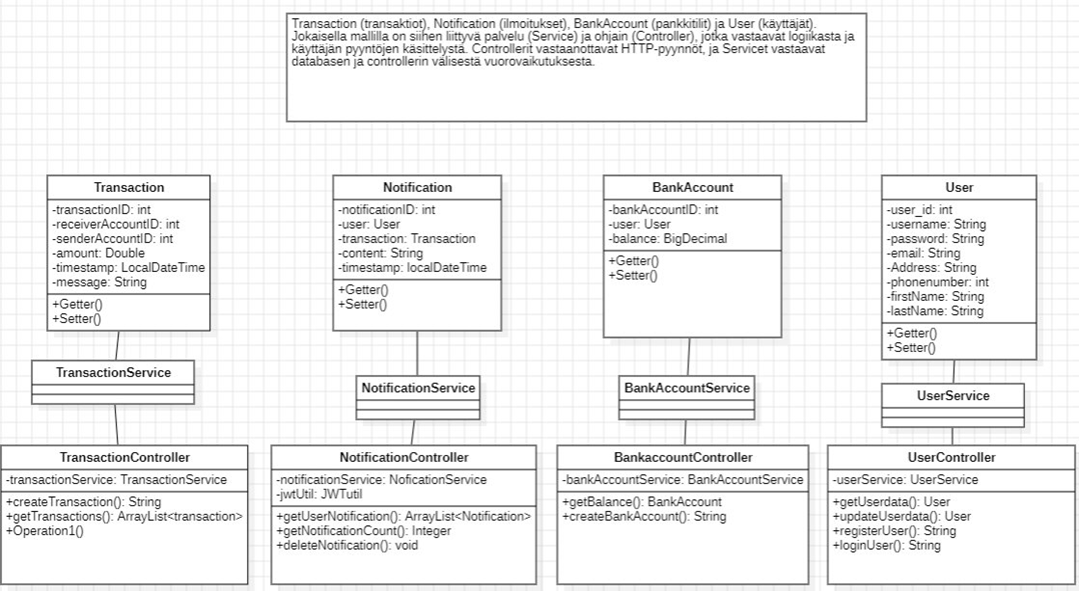 Transaction (transaktiot), Notification (ilmoitukset), BankAccount (pankkitilit) ja User (käyttäjät).
Jokaisella mallilla on siihen liittyvä palvelu (Service) ja ohjain (Controller), jotka vastaavat logiikasta ja
käyttäjän pyyntöjen käsittelystä. Controllerit vastaanottavat HTTP-pyynnöt, ja Servicet vastaavat
databasen ja controllerin välisestä vuorovaikutuksesta.
Transaction
-transactionID: int
-receiverAccountID: int
-senderAccountID: int
-amount: Double
-timestamp: LocalDateTime
-message: String
+Getter()
+Setter()
TransactionService
TransactionController
-transactionService: TransactionService
+createTransaction(): String
+getTransactions(): ArrayList<transaction>
+Operation1()
Notification
-notificationID: int
-user: User
-transaction: Transaction
-content: String
-timestamp: localDateTime
+Getter()
+Setter()
NotificationService
NotificationController
-notificationService: NoficationService
-jwtUtil: JWTutil
+getUserNotification(): ArrayList<Notification>
+getNotificationCount(): Integer
+deleteNotification(): void
BankAccount
-bankAccountID: int
-user: User
-balance: BigDecimal
+Getter()
+Setter()
BankAccountService
BankaccountController
-bankAccountService: BankAccountService
+getBalance(): BankAccount
+createBankAccount(): String
User
-user_id: int
-username: String
-password: String
-email: String
-Address: String
-phonenumber: int
-firstName: String
-lastName: String
+Getter()
+Setter()
UserService
UserController
-userService: UserService
+getUserdata(): User
+updateUserdata(): User
+registerUser(): String
+loginUser(): String